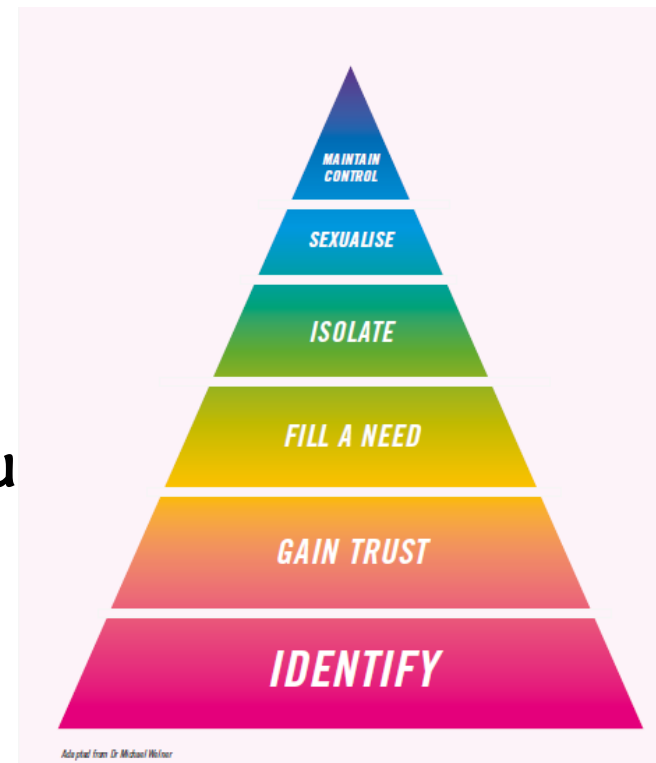 MAINTAIN
CONTROL
SEXUALISE
ISOLATE
FILL A NEED
u
GAIN TRUST
IDENTIFY
Adapted from Dr Michael Welner